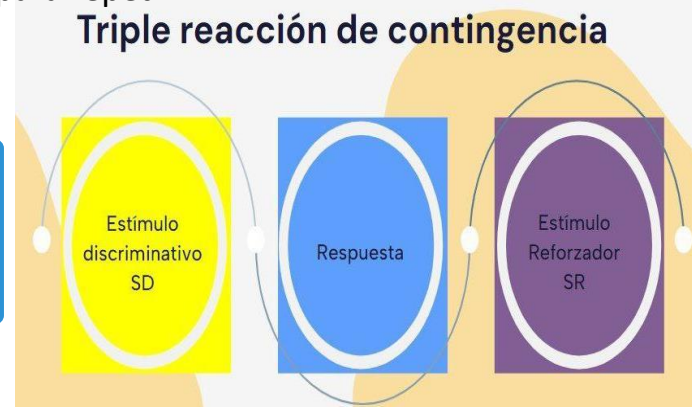 Triple reacción de contingencia
Estímulo
discriminativo
SD
Respuesta
Estímulo
Reforzador
SR